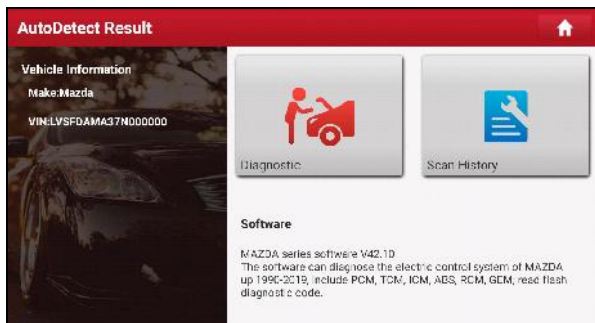 AutoDetect Result
Vehicle Information
Make:Mazda
VIN:LVSFDAMA37N000000
Diagnostic
Scan History
Software
MAZDA series software V42.10
The software can diagnose the electric control system of MAZDA
up 1990-2019, include PCM, TCM, ICM, ABS, RCM, GEM, read flash
diagnostic code.